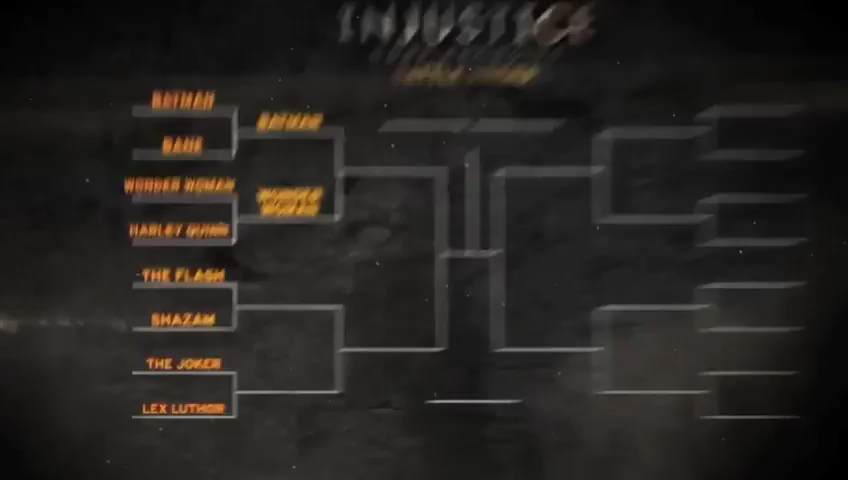 INJUSTICE
BATMAN
BANE
WONDER WOMAN
HARLEY QUINN
THE FLASH
SHAZAM
THE JOKER
LEX LUTHOR
BATMAN
WONDER
WOMAN